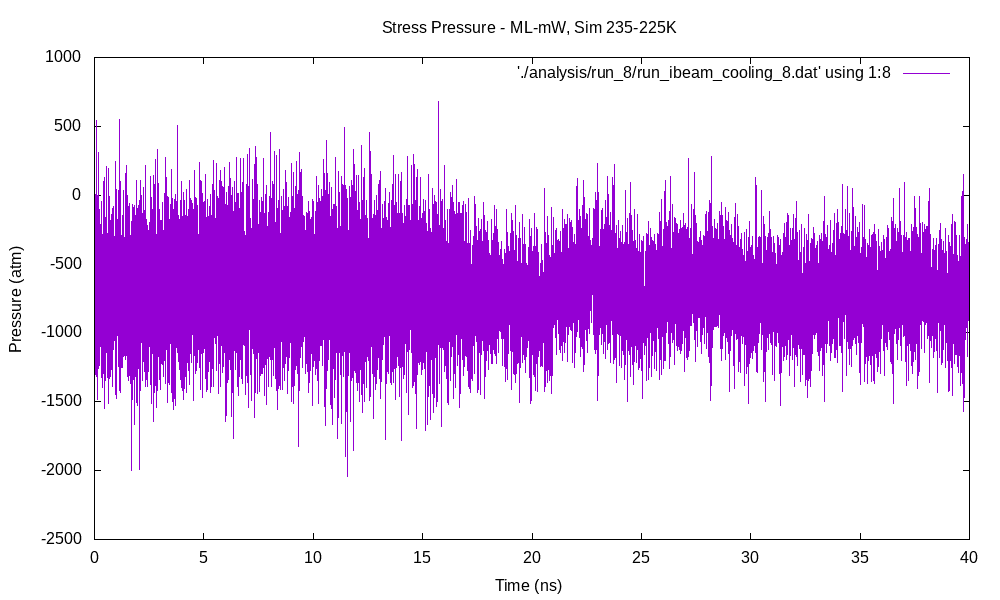 Stress Pressure - ML-mW, Sim 235-225K
'./analysis/run_8/run_ibeam_cooling_8.dat' using 1:8
1000
500
0
-500
-1000
-1500
-2000
-2500
Pressure (atm)
0 5 10 15 20 25 30 35 40
Time (ns)